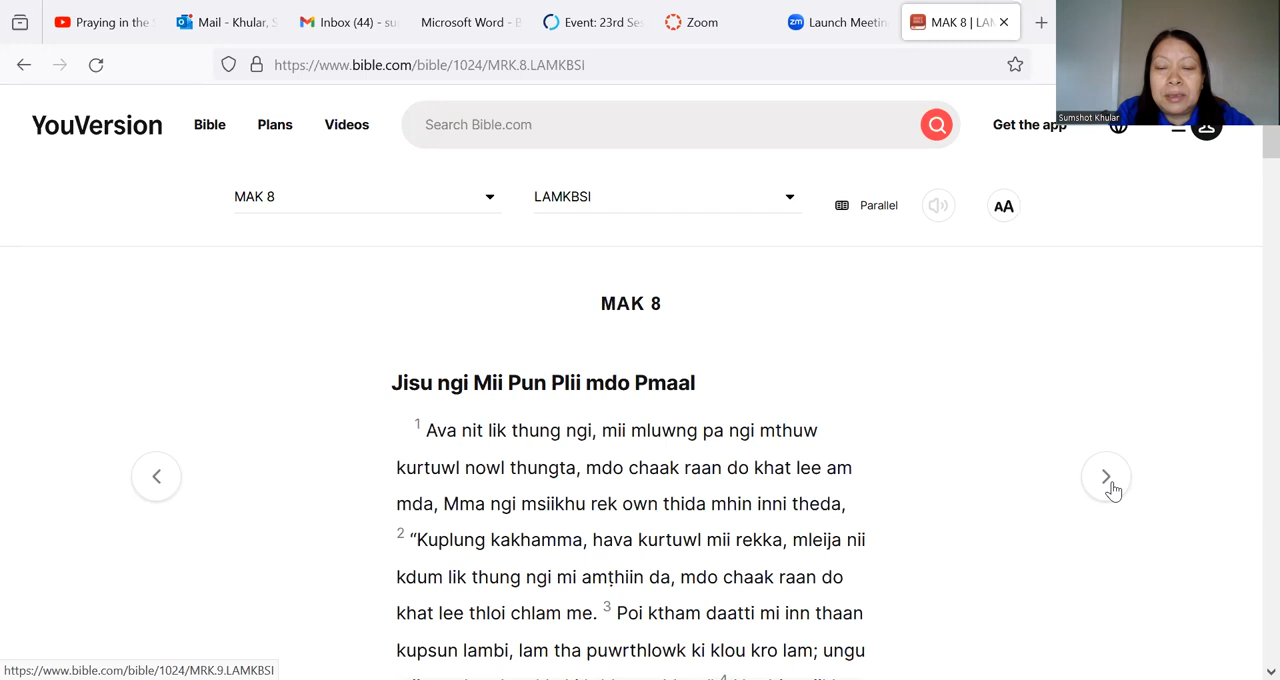 Praying in the
Mail - Khular, S
Inbox (44) - su
Microsoft Word - B
Event: 23rd Se
Zoom
Launch Meetin
MAK 8 | LAM
https://www.bible.com/bible/1024/MRK.8.LAMKBSI
Sumshot Khular
YouVersion
Bible
Plans
Videos
Search Bible.com
Get the app
MAK 8
LAMKBSI
Parallel
AA
MAK 8
Jisu ngi Mii Pun Plii mdo Pmaal
1 Ava nit lik thung ngi, mii mluwng pa ngi mthuw
kurtuwl nowl thungta, mdo chaak raan do khat lee am
mda, Mma ngi msiikhu rek own thida mhin inni theda,
2 “Kuplung kakhamma, hava kurtuwl mii rekka, mleija nii
kdum lik thung ngi mi amṭhiin da, mdo chaak raan do
khat lee thloi chlam me. 3 Poi ktham daatti mi inn thaan
kupsun lambi, lam tha puwrthlowk ki klou kro lam; ungu
https://www.bible.com/bible/1024/MRK.9.LAMKBSI